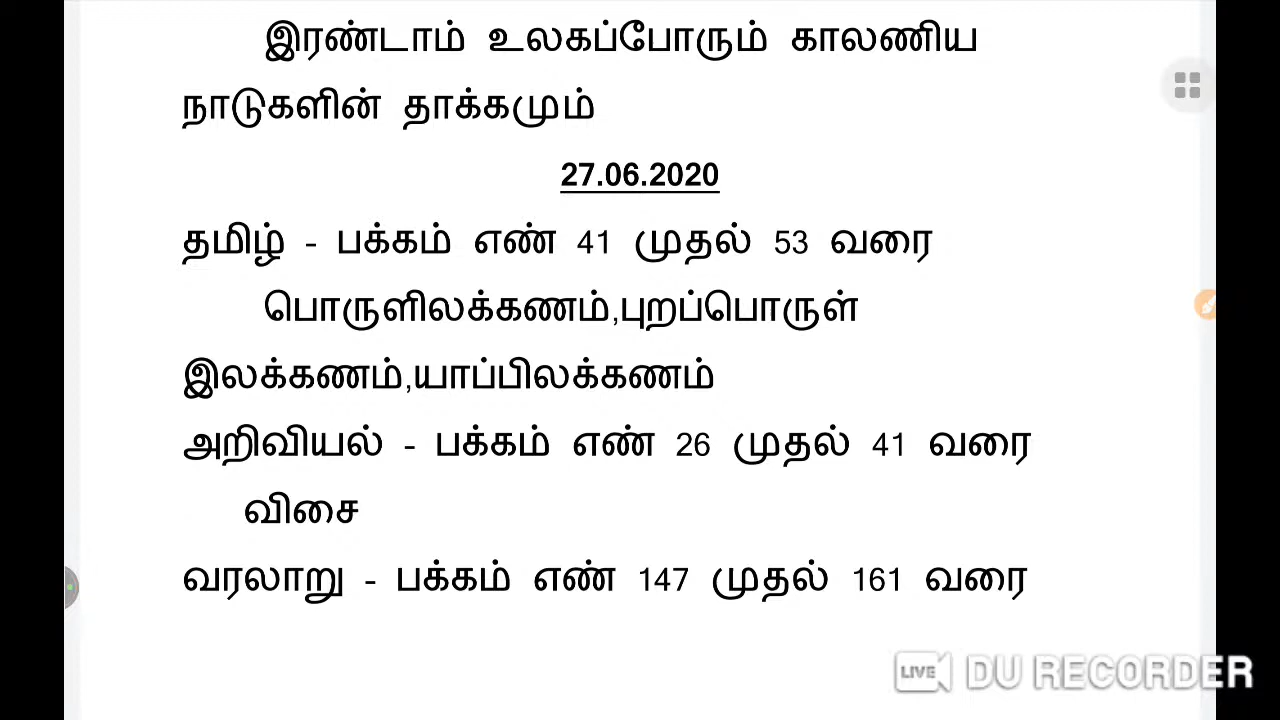 இரண்டாம் உலகப்போரும் காலணிய
நாடுகளின் தாக்கமும்
27.06.2020
தமிழ் - பக்கம் எண் 41 முதல் 53 வரை
பொருளிலக்கணம்,புறப்பொருள்
இலக்கணம்,யாப்பிலக்கணம்
அறிவியல் - பக்கம் எண் 26 முதல் 41 வரை
விசை
வரலாறு - பக்கம் எண் 147 முதல் 161 வரை
LIVE DU RECORDER